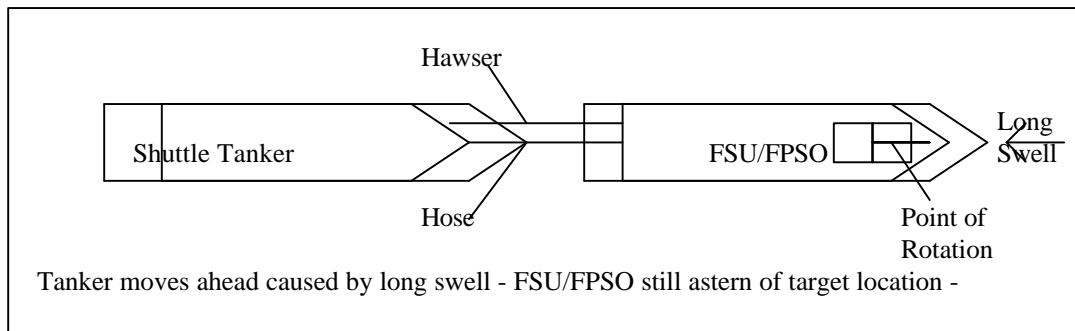 Hawser
Long
Shuttle Tanker
FSU/FPSO
Swell
Hose
Point of
Rotation
Tanker moves ahead caused by long swell - FSU/FPSO still astern of target location -